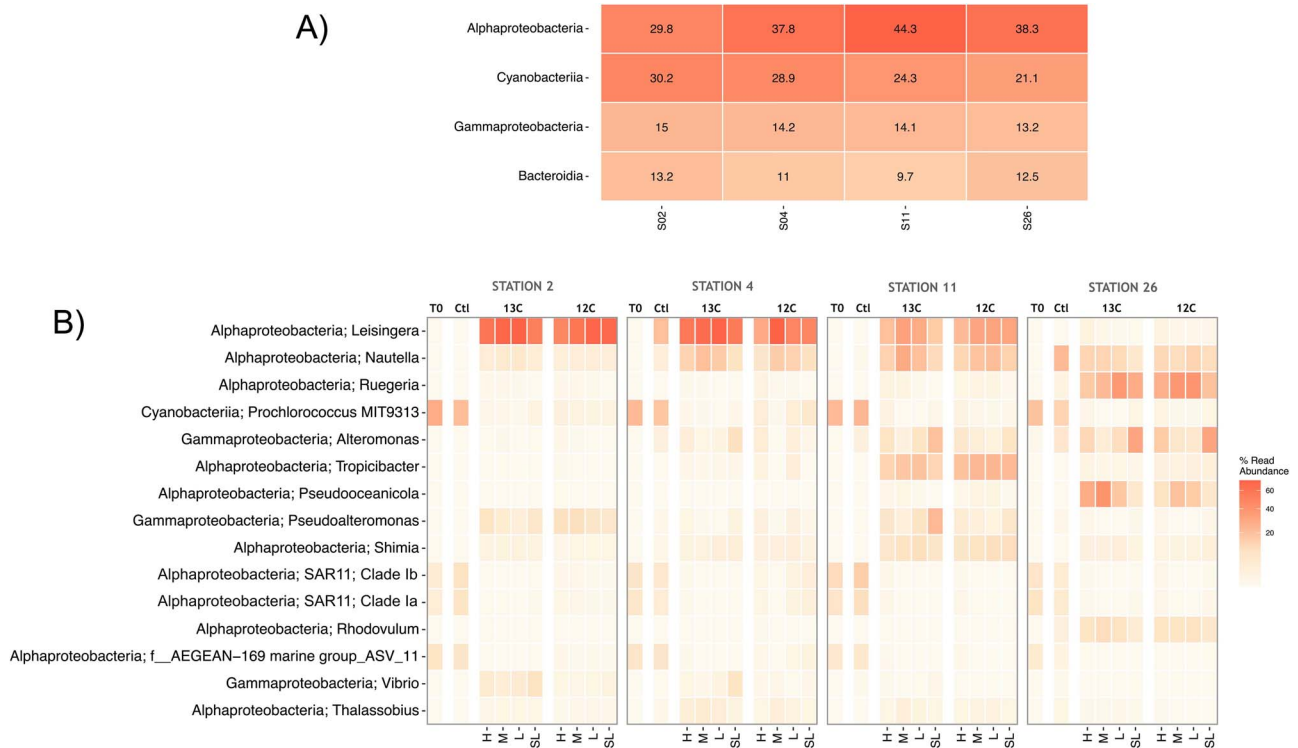 A)
Alphaproteobacteria- 29.8 37.8 44.3 38.3
Cyanobacteriia- 30.2 28.9 24.3 21.1
Gammaproteobacteria- 15 14.2 14.1 13.2
Bacteroidia- 13.2 11 9.7 12.5
S02- S04- S11- S26-
B)
STATION 2 STATION 4 STATION 11 STATION 26
T0 Ctl 13C 12C T0 Ctl 13C 12C T0 Ctl 13C 12C T0 Ctl 13C 12C
Alphaproteobacteria; Leisingera-
Alphaproteobacteria; Nautella-
Alphaproteobacteria; Ruegeria-
Cyanobacteriia; Prochlorococcus MIT9313-
Gammaproteobacteria; Alteromonas-
Alphaproteobacteria; Tropicibacter-
Alphaproteobacteria; Pseudooceanicola-
Gammaproteobacteria; Pseudoalteromonas-
Alphaproteobacteria; Shimia-
Alphaproteobacteria; SAR11; Clade Ib-
Alphaproteobacteria; SAR11; Clade Ia-
Alphaproteobacteria; Rhodovulum-
Alphaproteobacteria; f__AEGEAN−169 marine group_ASV_11-
Gammaproteobacteria; Vibrio-
Alphaproteobacteria; Thalassobius-
H- M- L- SL- H- M- L- SL- H- M- L- SL- H- M- L- SL- H- M- L- SL- H- M- L- SL- H- M- L- SL- H- M- L- SL-
% Read
Abundance
60
40
20